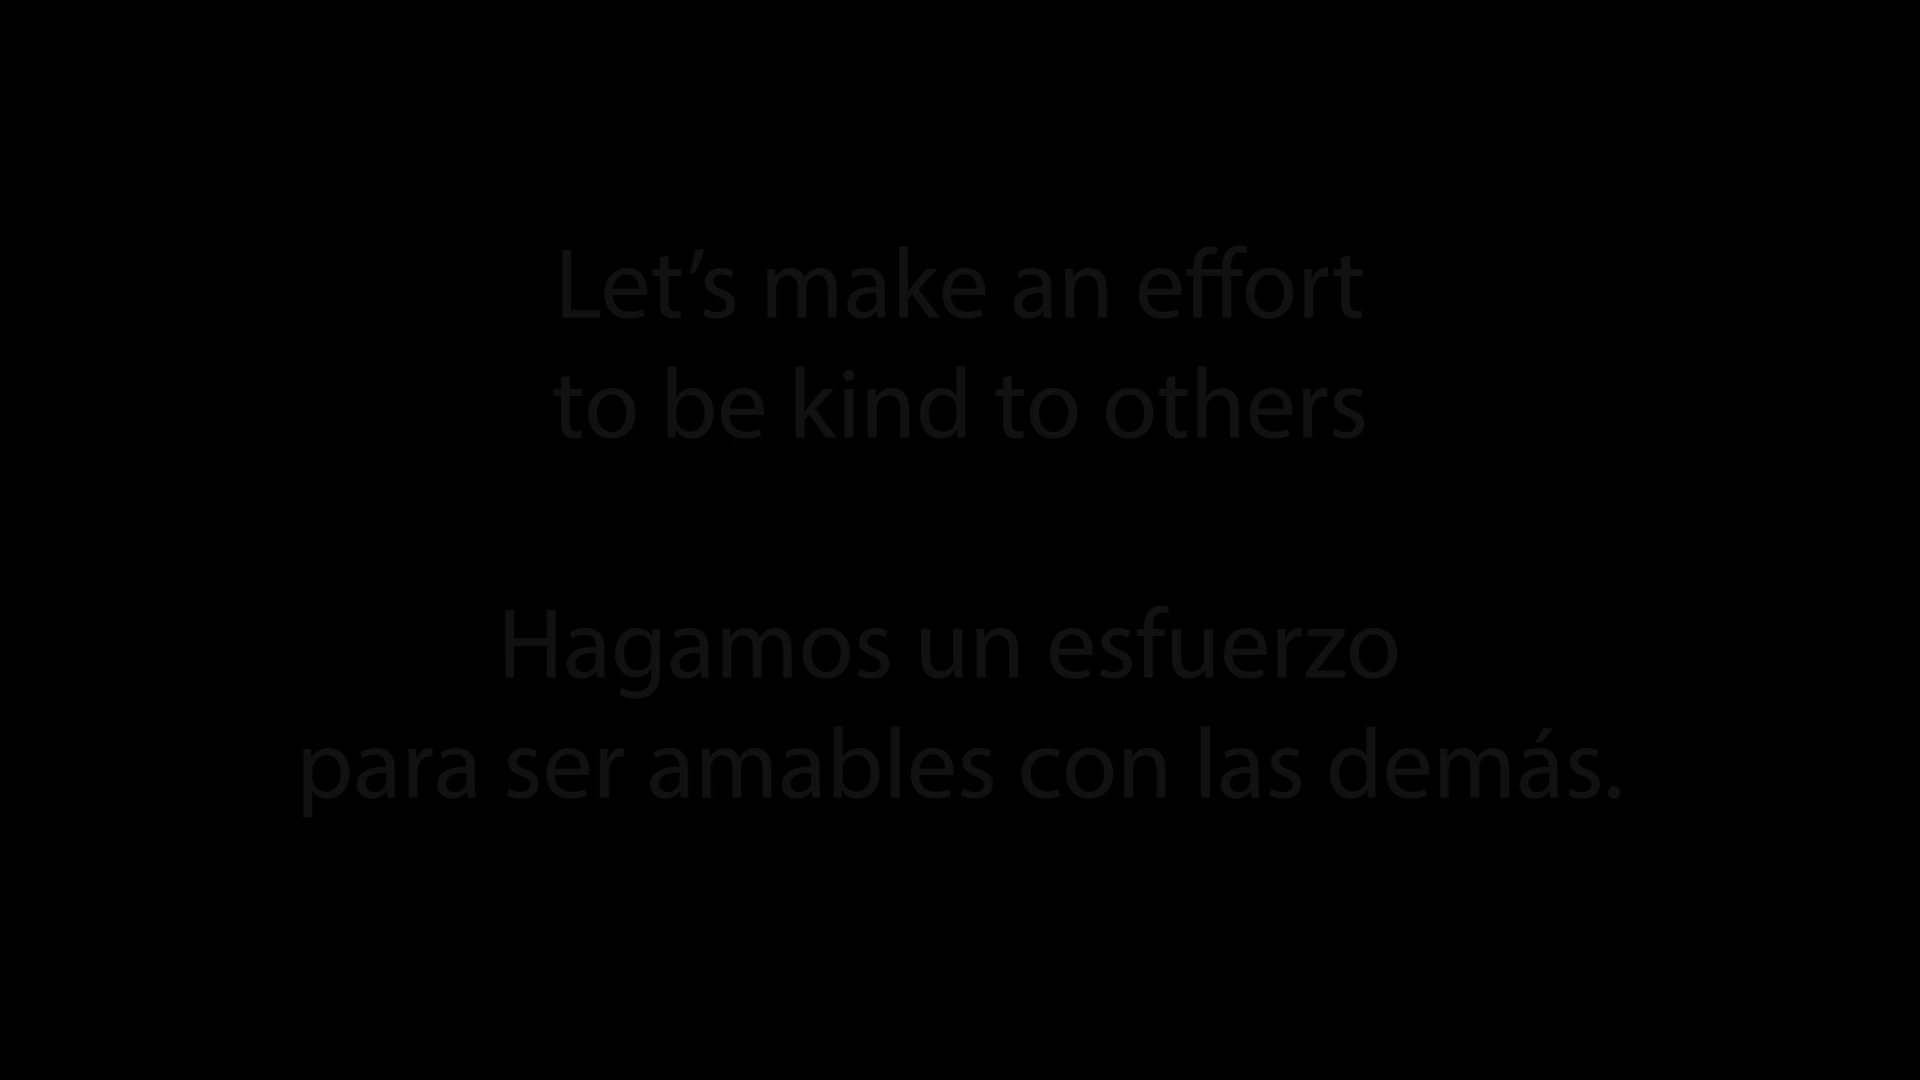 Let’s make an effort
to be kind to others
Hagamos un esfuerzo
para ser amables con las demás.